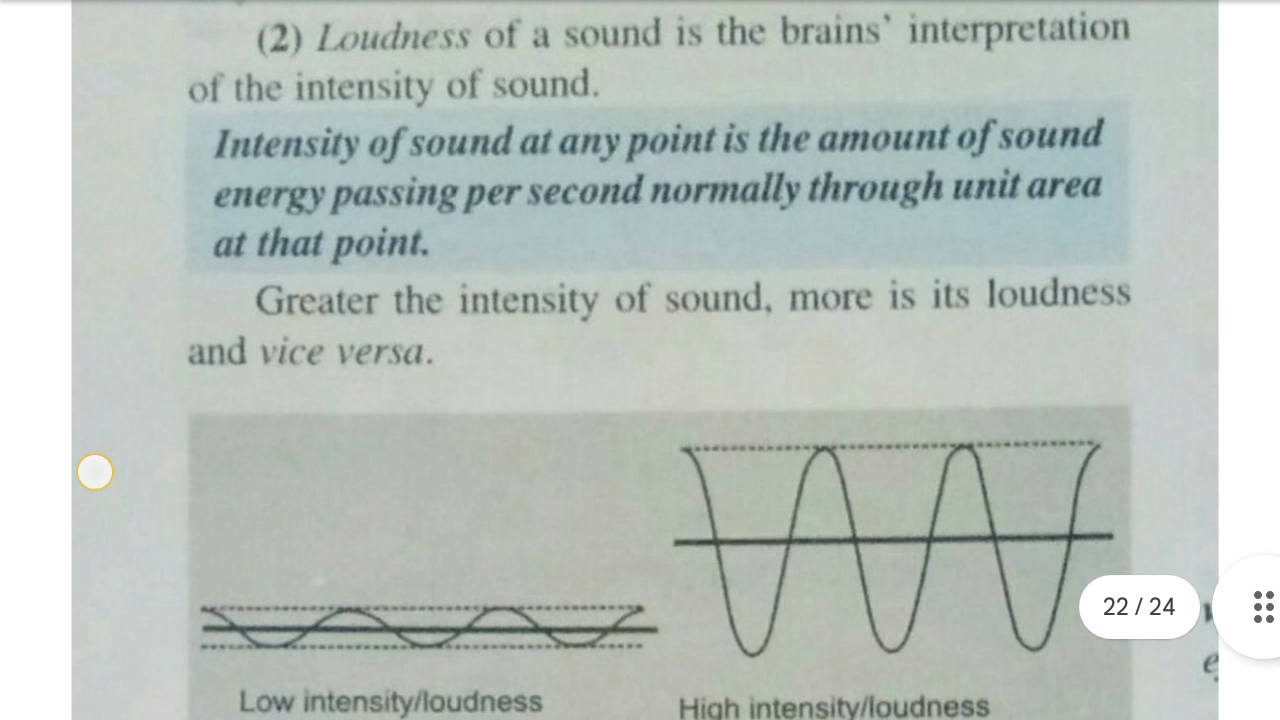 (2) Loudness of a sound is the brains' interpretation
of the intensity of sound.
Intensity of sound at any point is the amount of sound
energy passing per second normally through unit area
at that point.
Greater the intensity of sound, more is its loudness
and vice versa.
22 / 24
Low intensity/loudness
High intensity/loudness